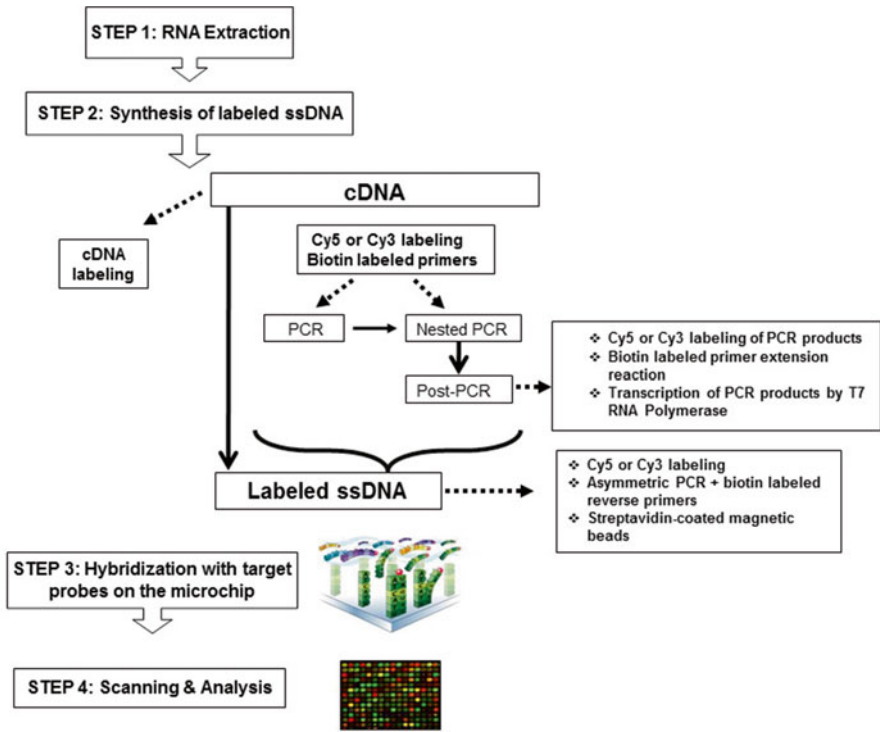 STEP 1: RNA Extraction
STEP 2: Synthesis of labeled ssDNA
cDNA
cDNA
labeling
Cy5 or Cy3 labeling
Biotin labeled primers
PCR
Nested PCR
Post-PCR
❖ Cy5 or Cy3 labeling of PCR products
❖ Biotin labeled primer extension
reaction
❖ Transcription of PCR products by T7
RNA Polymerase
Labeled ssDNA
❖ Cy5 or Cy3 labeling
❖ Asymmetric PCR + biotin labeled
reverse primers
❖ Streptavidin-coated magnetic
beads
STEP 3: Hybridization with target
probes on the microchip
STEP 4: Scanning & Analysis